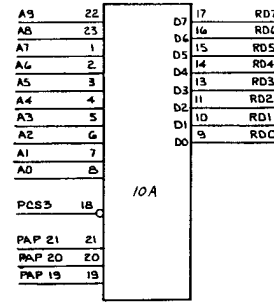 A9 22
A8 23
A7 1
A6 2
A5 3
A4 4
A3 5
A2 6
A1 7
A0 8
PCS3 18
PAP 21 21
PAP 20 20
PAP 19 19
10A
D7 17 RD7
D6 16 RD6
D5 15 RD5
D4 14 RD4
D3 13 RD3
D2 11 RD2
D1 10 RD1
D0 9 RD0